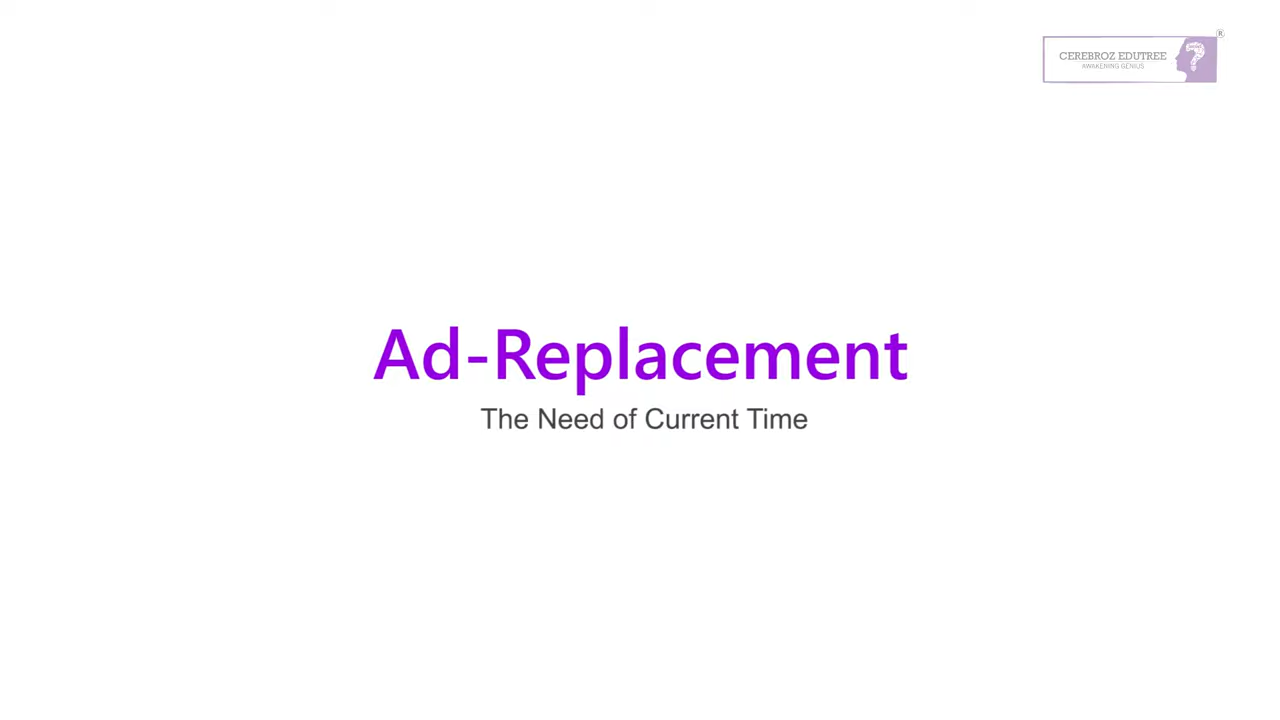 CEREBROZ EDUTREE
AWAKENING GENIUS
®
Ad-Replacement
The Need of Current Time